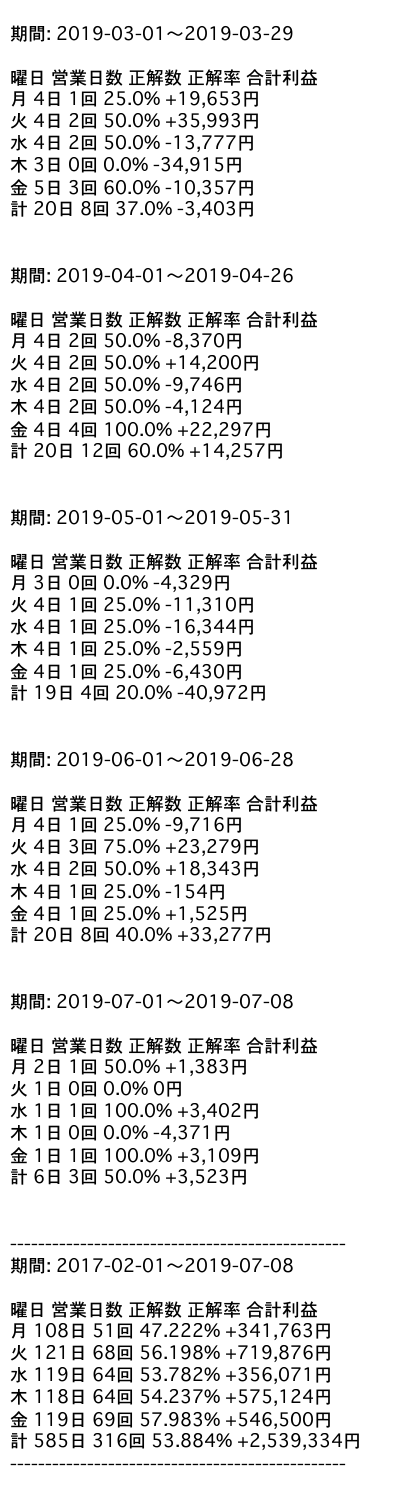 期間: 2019-03-01〜2019-03-29
曜日 営業日数 正解数 正解率 合計利益
月 4日 1回 25.0% +19,653円
火 4日 2回 50.0% +35,993円
水 4日 2回 50.0% -13,777円
木 3日 0回 0.0% -34,915円
金 5日 3回 60.0% -10,357円
計 20日 8回 37.0% -3,403円
期間: 2019-04-01〜2019-04-26
曜日 営業日数 正解数 正解率 合計利益
月 4日 2回 50.0% -8,370円
火 4日 2回 50.0% +14,200円
水 4日 2回 50.0% -9,746円
木 4日 2回 50.0% -4,124円
金 4日 4回 100.0% +22,297円
計 20日 12回 60.0% +14,257円
期間: 2019-05-01〜2019-05-31
曜日 営業日数 正解数 正解率 合計利益
月 3日 0回 0.0% -4,329円
火 4日 1回 25.0% -11,310円
水 4日 1回 25.0% -16,344円
木 4日 1回 25.0% -2,559円
金 4日 1回 25.0% -6,430円
計 19日 4回 20.0% -40,972円
期間: 2019-06-01〜2019-06-28
曜日 営業日数 正解数 正解率 合計利益
月 4日 1回 25.0% -9,716円
火 4日 3回 75.0% +23,279円
水 4日 2回 50.0% +18,343円
木 4日 1回 25.0% -154円
金 4日 1回 25.0% +1,525円
計 20日 8回 40.0% +33,277円
期間: 2019-07-01〜2019-07-08
曜日 営業日数 正解数 正解率 合計利益
月 2日 1回 50.0% +1,383円
火 1日 0回 0.0% 0円
水 1日 1回 100.0% +3,402円
木 1日 0回 0.0% -4,371円
金 1日 1回 100.0% +3,109円
計 6日 3回 50.0% +3,523円
------------------------------------------------
期間: 2017-02-01〜2019-07-08
曜日 営業日数 正解数 正解率 合計利益
月 108日 51回 47.222% +341,763円
火 121日 68回 56.198% +719,876円
水 119日 64回 53.782% +356,071円
木 118日 64回 54.237% +575,124円
金 119日 69回 57.983% +546,500円
計 585日 316回 53.884% +2,539,334円
------------------------------------------------